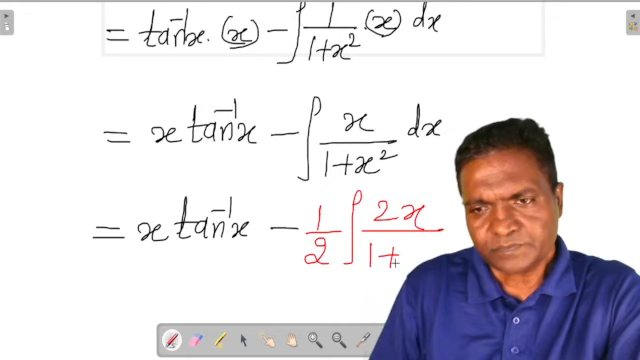 = tan⁻¹x. (x) − ∫ 1/(1+x²) (x) dx
= x tan⁻¹x − ∫ x/(1+x²) dx
= x tan⁻¹x − 1/2 ∫ 2x/(1+